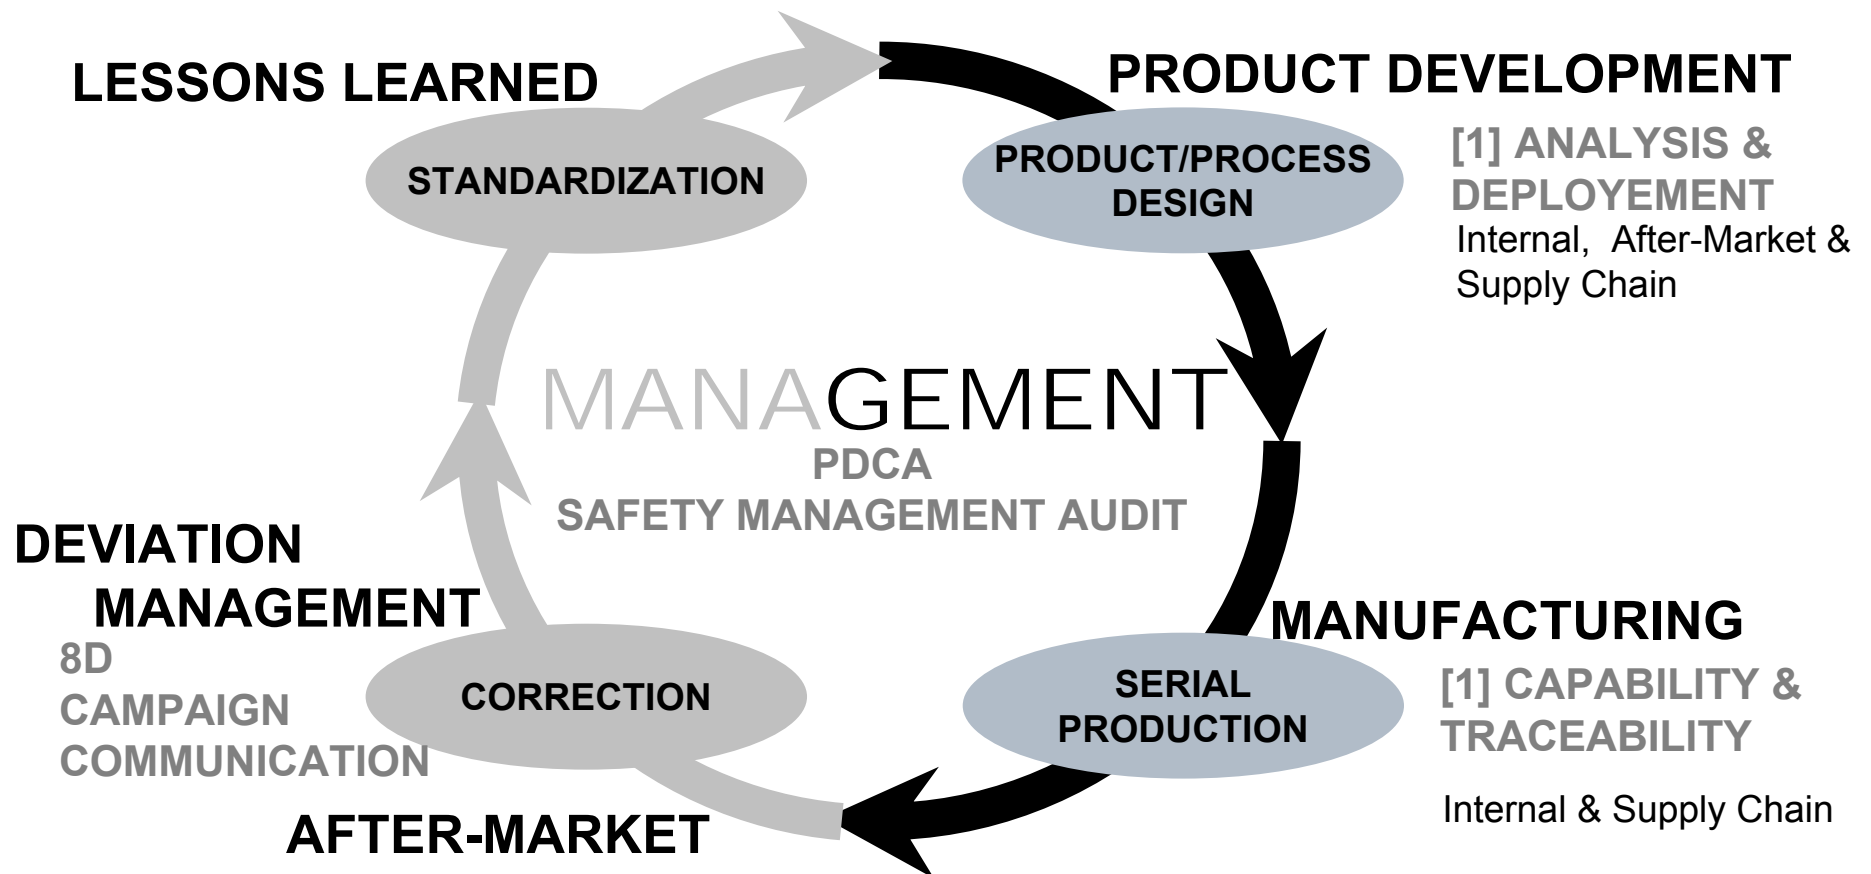 LESSONS LEARNED
STANDARDIZATION
PRODUCT DEVELOPMENT
PRODUCT/PROCESS
DESIGN
[1] ANALYSIS &
DEPLOYEMENT
Internal, After-Market &
Supply Chain
MANAGEMENT
PDCA
SAFETY MANAGEMENT AUDIT
DEVIATION
MANAGEMENT
8D
CAMPAIGN
COMMUNICATION
CORRECTION
AFTER-MARKET
MANUFACTURING
SERIAL
PRODUCTION
[1] CAPABILITY &
TRACEABILITY
Internal & Supply Chain